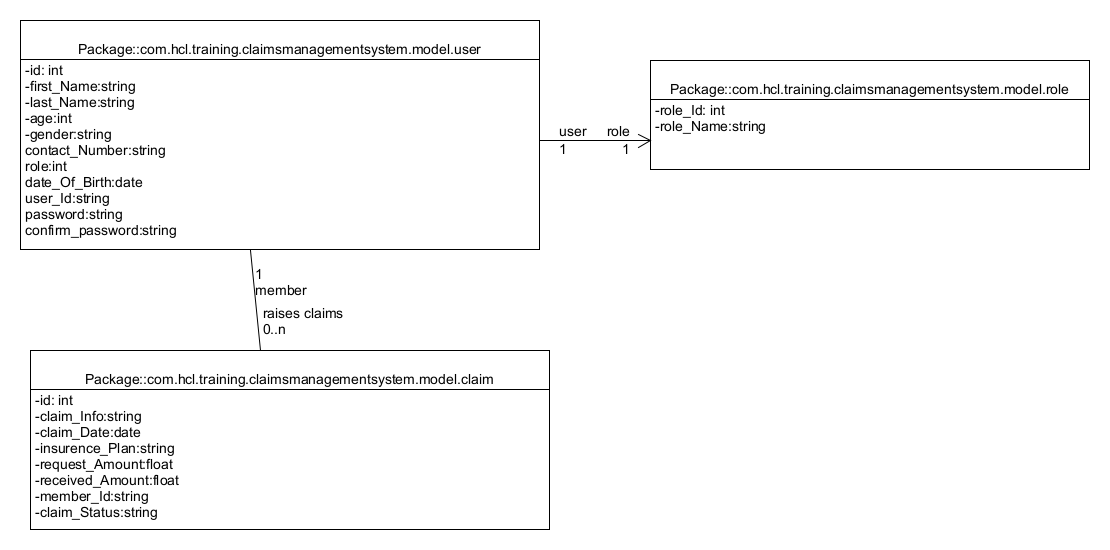 Package::com.hcl.training.claimsmanagementsystem.model.user
-id: int
-first_Name:string
-last_Name:string
-age:int
-gender:string
contact_Number:string
role:int
date_Of_Birth:date
user_Id:string
password:string
confirm_password:string
Package::com.hcl.training.claimsmanagementsystem.model.role
-role_Id: int
-role_Name:string
user role
1 1
1
member
raises claims
0..n
Package::com.hcl.training.claimsmanagementsystem.model.claim
-id: int
-claim_Info:string
-claim_Date:date
-insurence_Plan:string
-request_Amount:float
-received_Amount:float
-member_Id:string
-claim_Status:string